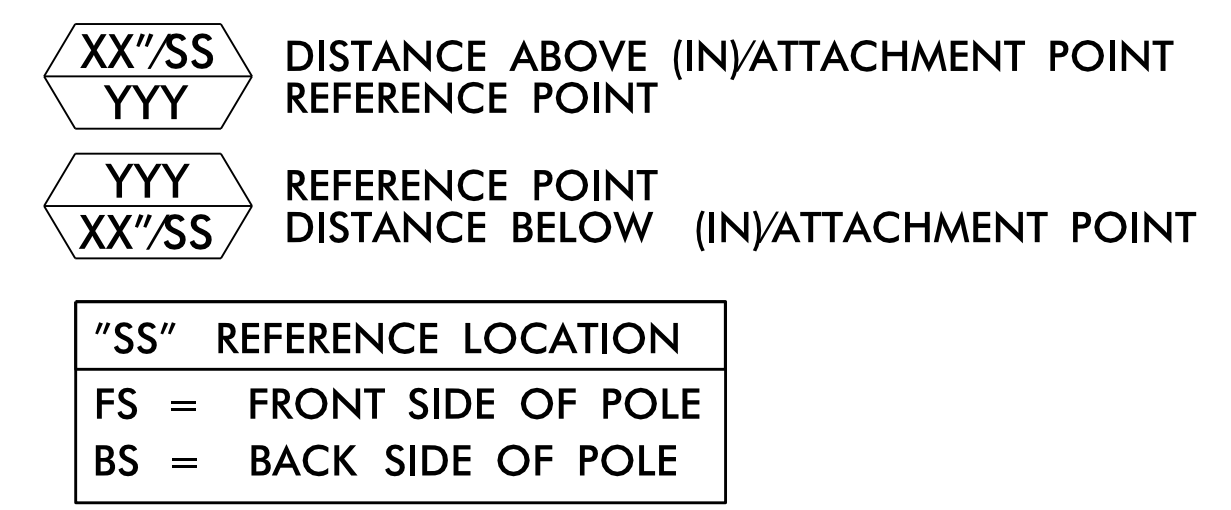 XX"/SS DISTANCE ABOVE (IN)/ATTACHMENT POINT
YYY REFERENCE POINT
YYY REFERENCE POINT
XX"/SS DISTANCE BELOW (IN)/ATTACHMENT POINT
"SS" REFERENCE LOCATION
FS = FRONT SIDE OF POLE
BS = BACK SIDE OF POLE